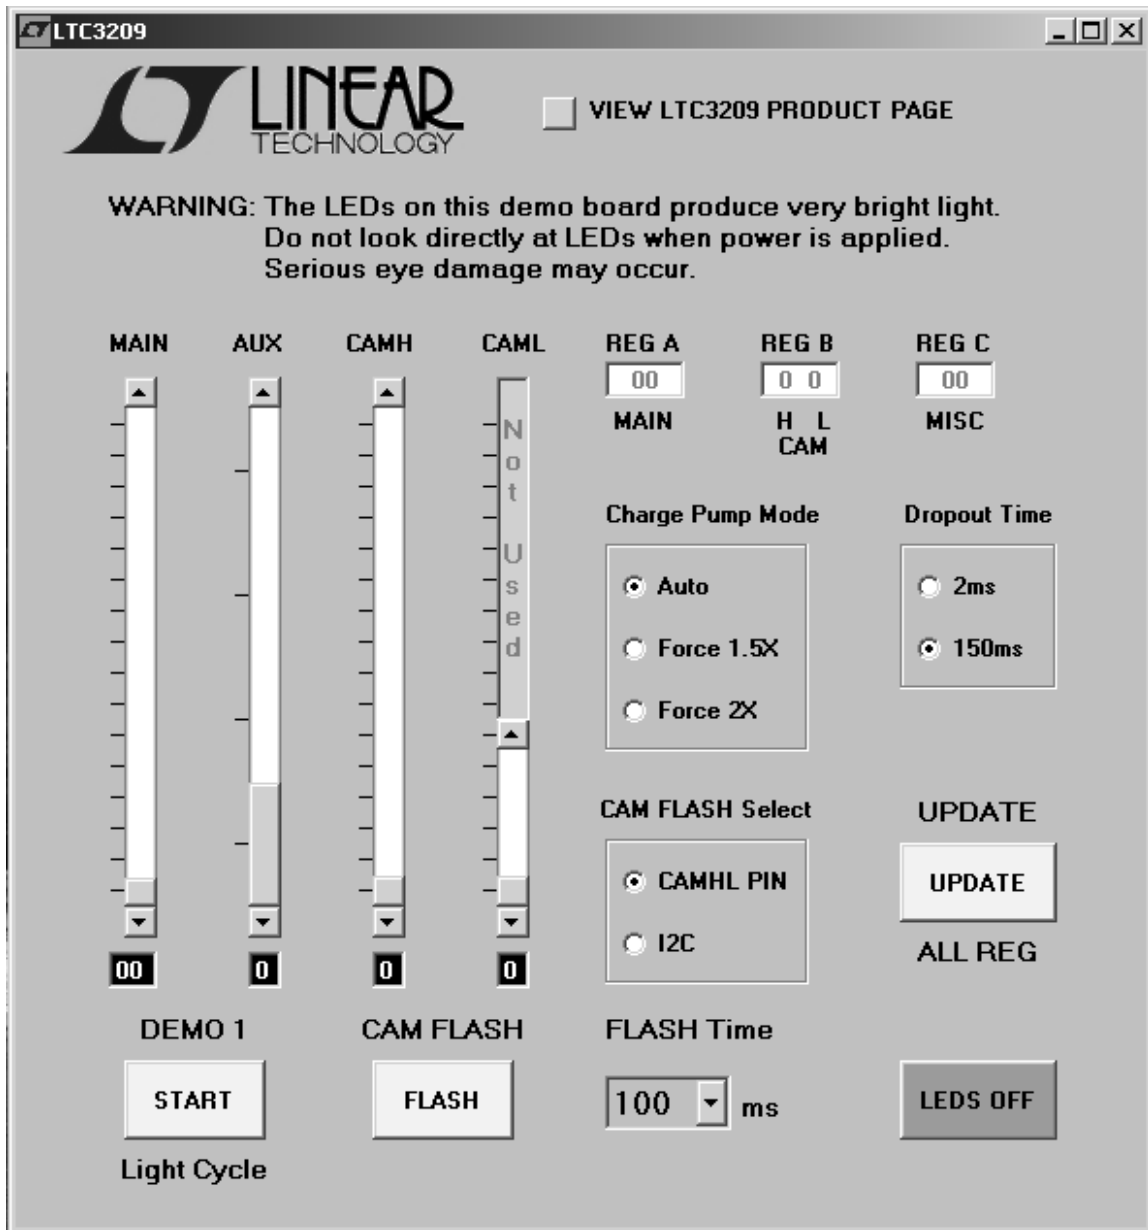 LTC3209
LINEAR
TECHNOLOGY
VIEW LTC3209 PRODUCT PAGE
WARNING: The LEDs on this demo board produce very bright light.
Do not look directly at LEDs when power is applied.
Serious eye damage may occur.
MAIN AUX CAMH CAML REG A REG B REG C
00 0 0 00
MAIN H L MISC
CAM
Not Used
Charge Pump Mode Dropout Time
Auto 2ms
Force 1.5X 150ms
Force 2X
CAM FLASH Select UPDATE
CAMHL PIN UPDATE
I2C ALL REG
00 0 0 0
DEMO 1 CAM FLASH FLASH Time
START FLASH 100 ms LEDS OFF
Light Cycle